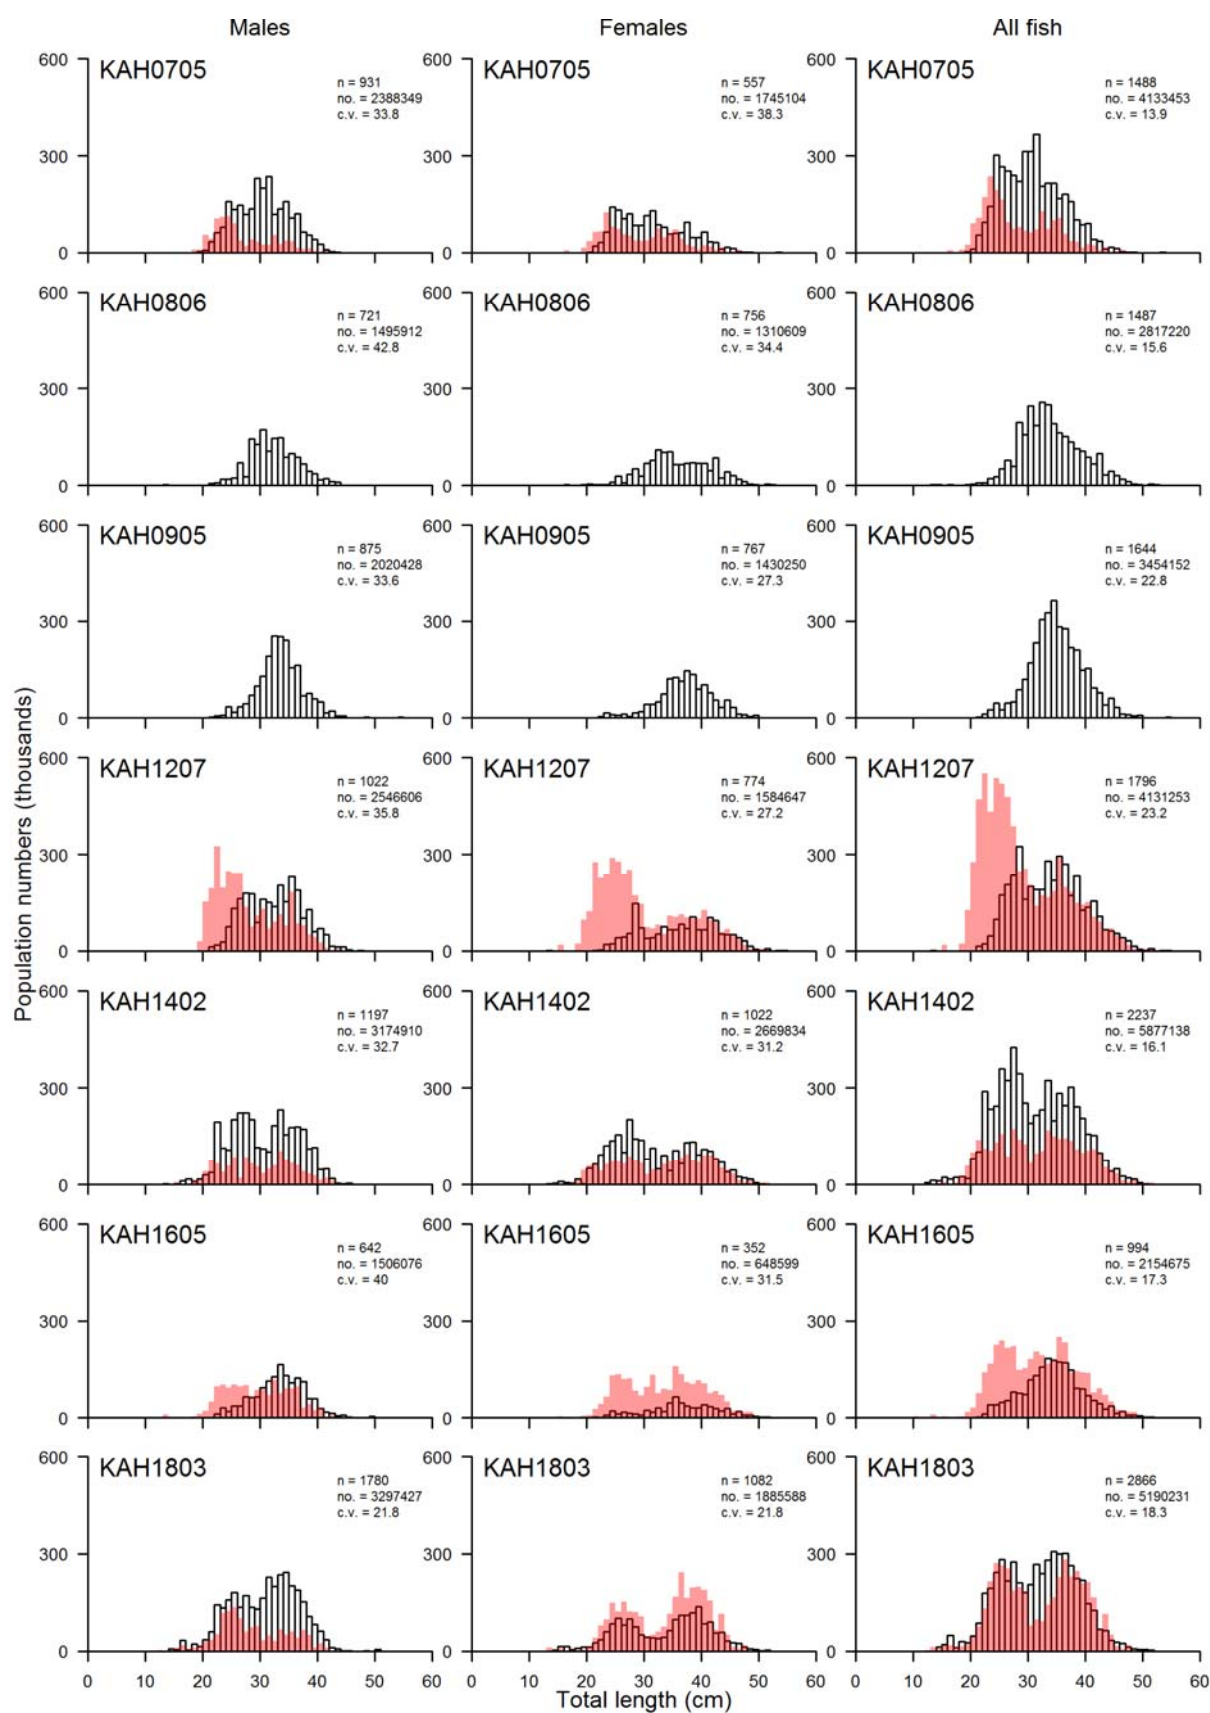 Males Females All fish
600 KAH0705 n = 931 no. = 2388349 c.v. = 33.8
600 KAH0705 n = 557 no. = 1745104 c.v. = 38.3
600 KAH0705 n = 1488 no. = 4133453 c.v. = 13.9
300 300 300
0 0 0
600 KAH0806 n = 721 no. = 1495912 c.v. = 42.8
600 KAH0806 n = 756 no. = 1310609 c.v. = 34.4
600 KAH0806 n = 1487 no. = 2817220 c.v. = 15.6
300 300 300
0 0 0
600 KAH0905 n = 875 no. = 2020428 c.v. = 33.6
600 KAH0905 n = 767 no. = 1430250 c.v. = 27.3
600 KAH0905 n = 1644 no. = 3454152 c.v. = 22.8
300 300 300
0 0 0
Population numbers (thousands)
600 KAH1207 n = 1022 no. = 2546606 c.v. = 35.8
600 KAH1207 n = 774 no. = 1584647 c.v. = 27.2
600 KAH1207 n = 1796 no. = 4131253 c.v. = 23.2
300 300 300
0 0 0
600 KAH1402 n = 1197 no. = 3174910 c.v. = 32.7
600 KAH1402 n = 1022 no. = 2669834 c.v. = 31.2
600 KAH1402 n = 2237 no. = 5877138 c.v. = 16.1
300 300 300
0 0 0
600 KAH1605 n = 642 no. = 1506076 c.v. = 40
600 KAH1605 n = 352 no. = 648599 c.v. = 31.5
600 KAH1605 n = 994 no. = 2154675 c.v. = 17.3
300 300 300
0 0 0
600 KAH1803 n = 1780 no. = 3297427 c.v. = 21.8
600 KAH1803 n = 1082 no. = 1885588 c.v. = 21.8
600 KAH1803 n = 2866 no. = 5190231 c.v. = 18.3
300 300 300
0 0 0
0 10 20 30 40 50 60 0 10 20 30 40 50 60 0 10 20 30 40 50 60
Total length (cm)